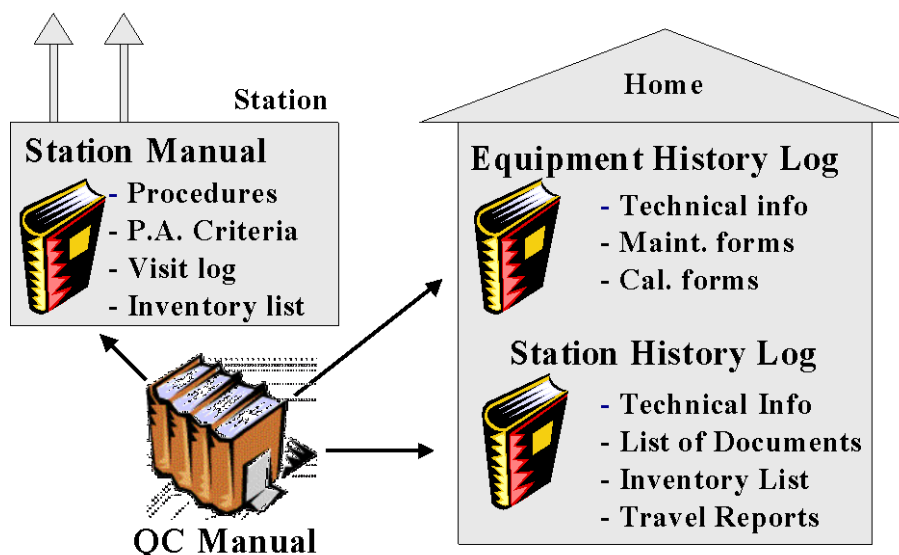 Station
Station Manual
- Procedures
- P.A. Criteria
- Visit log
- Inventory list
QC Manual
Home
Equipment History Log
- Technical info
- Maint. forms
- Cal. forms
Station History Log
- Technical Info
- List of Documents
- Inventory List
- Travel Reports